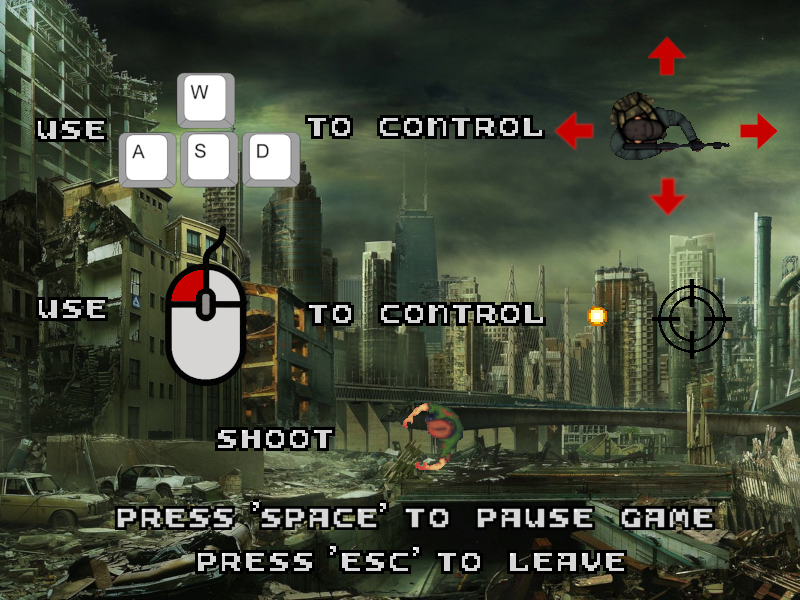 W
USE A S D TO CONTROL
USE TO CONTROL
SHOOT
PRESS 'SPACE' TO PAUSE GAME
PRESS 'ESC' TO LEAVE